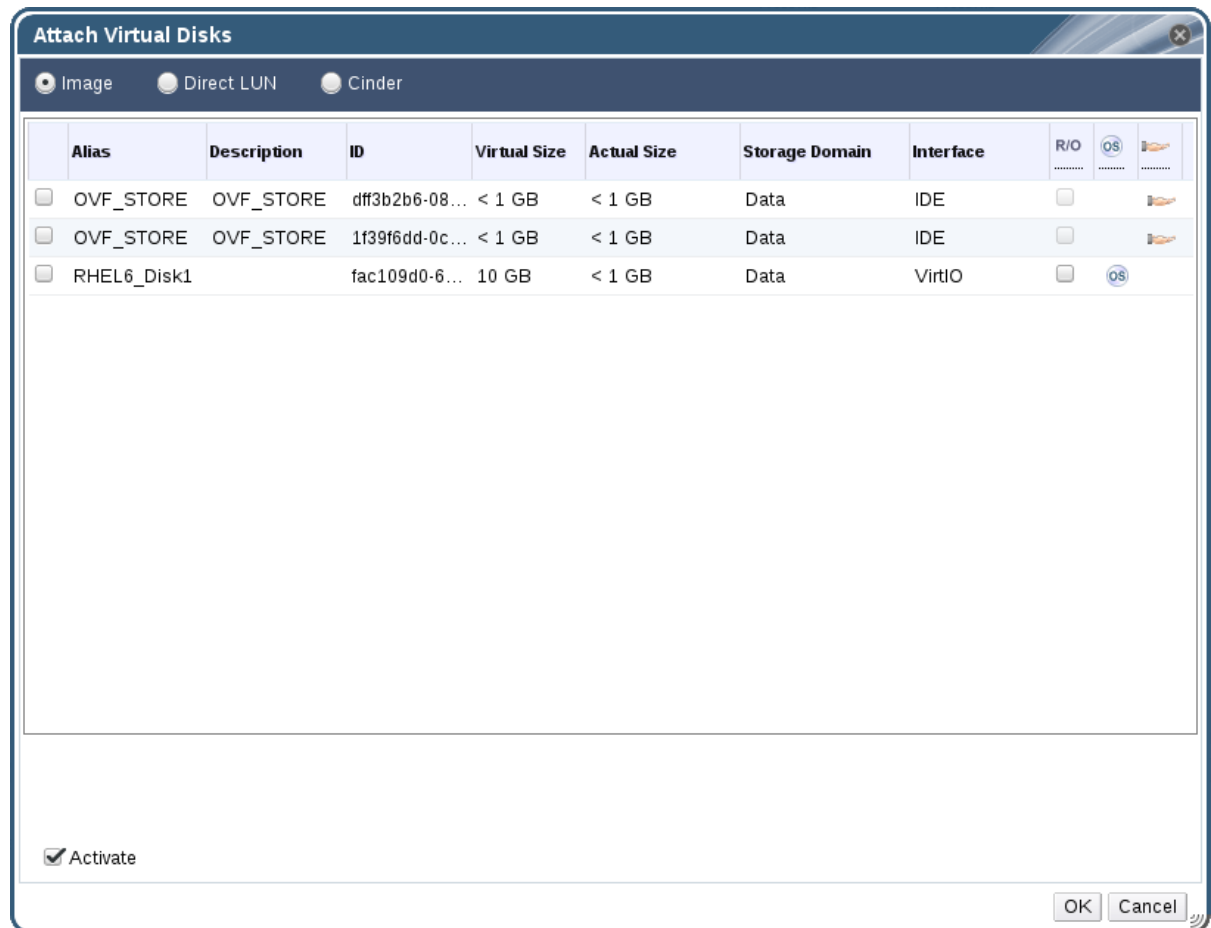 Attach Virtual Disks
Image Direct LUN Cinder
Alias Description ID Virtual Size Actual Size Storage Domain Interface R/O OS
OVF_STORE OVF_STORE dff3b2b6-08... < 1 GB < 1 GB Data IDE
OVF_STORE OVF_STORE 1f39f6dd-0c... < 1 GB < 1 GB Data IDE
RHEL6_Disk1 fac109d0-6... 10 GB < 1 GB Data VirtIO OS
Activate
OK Cancel